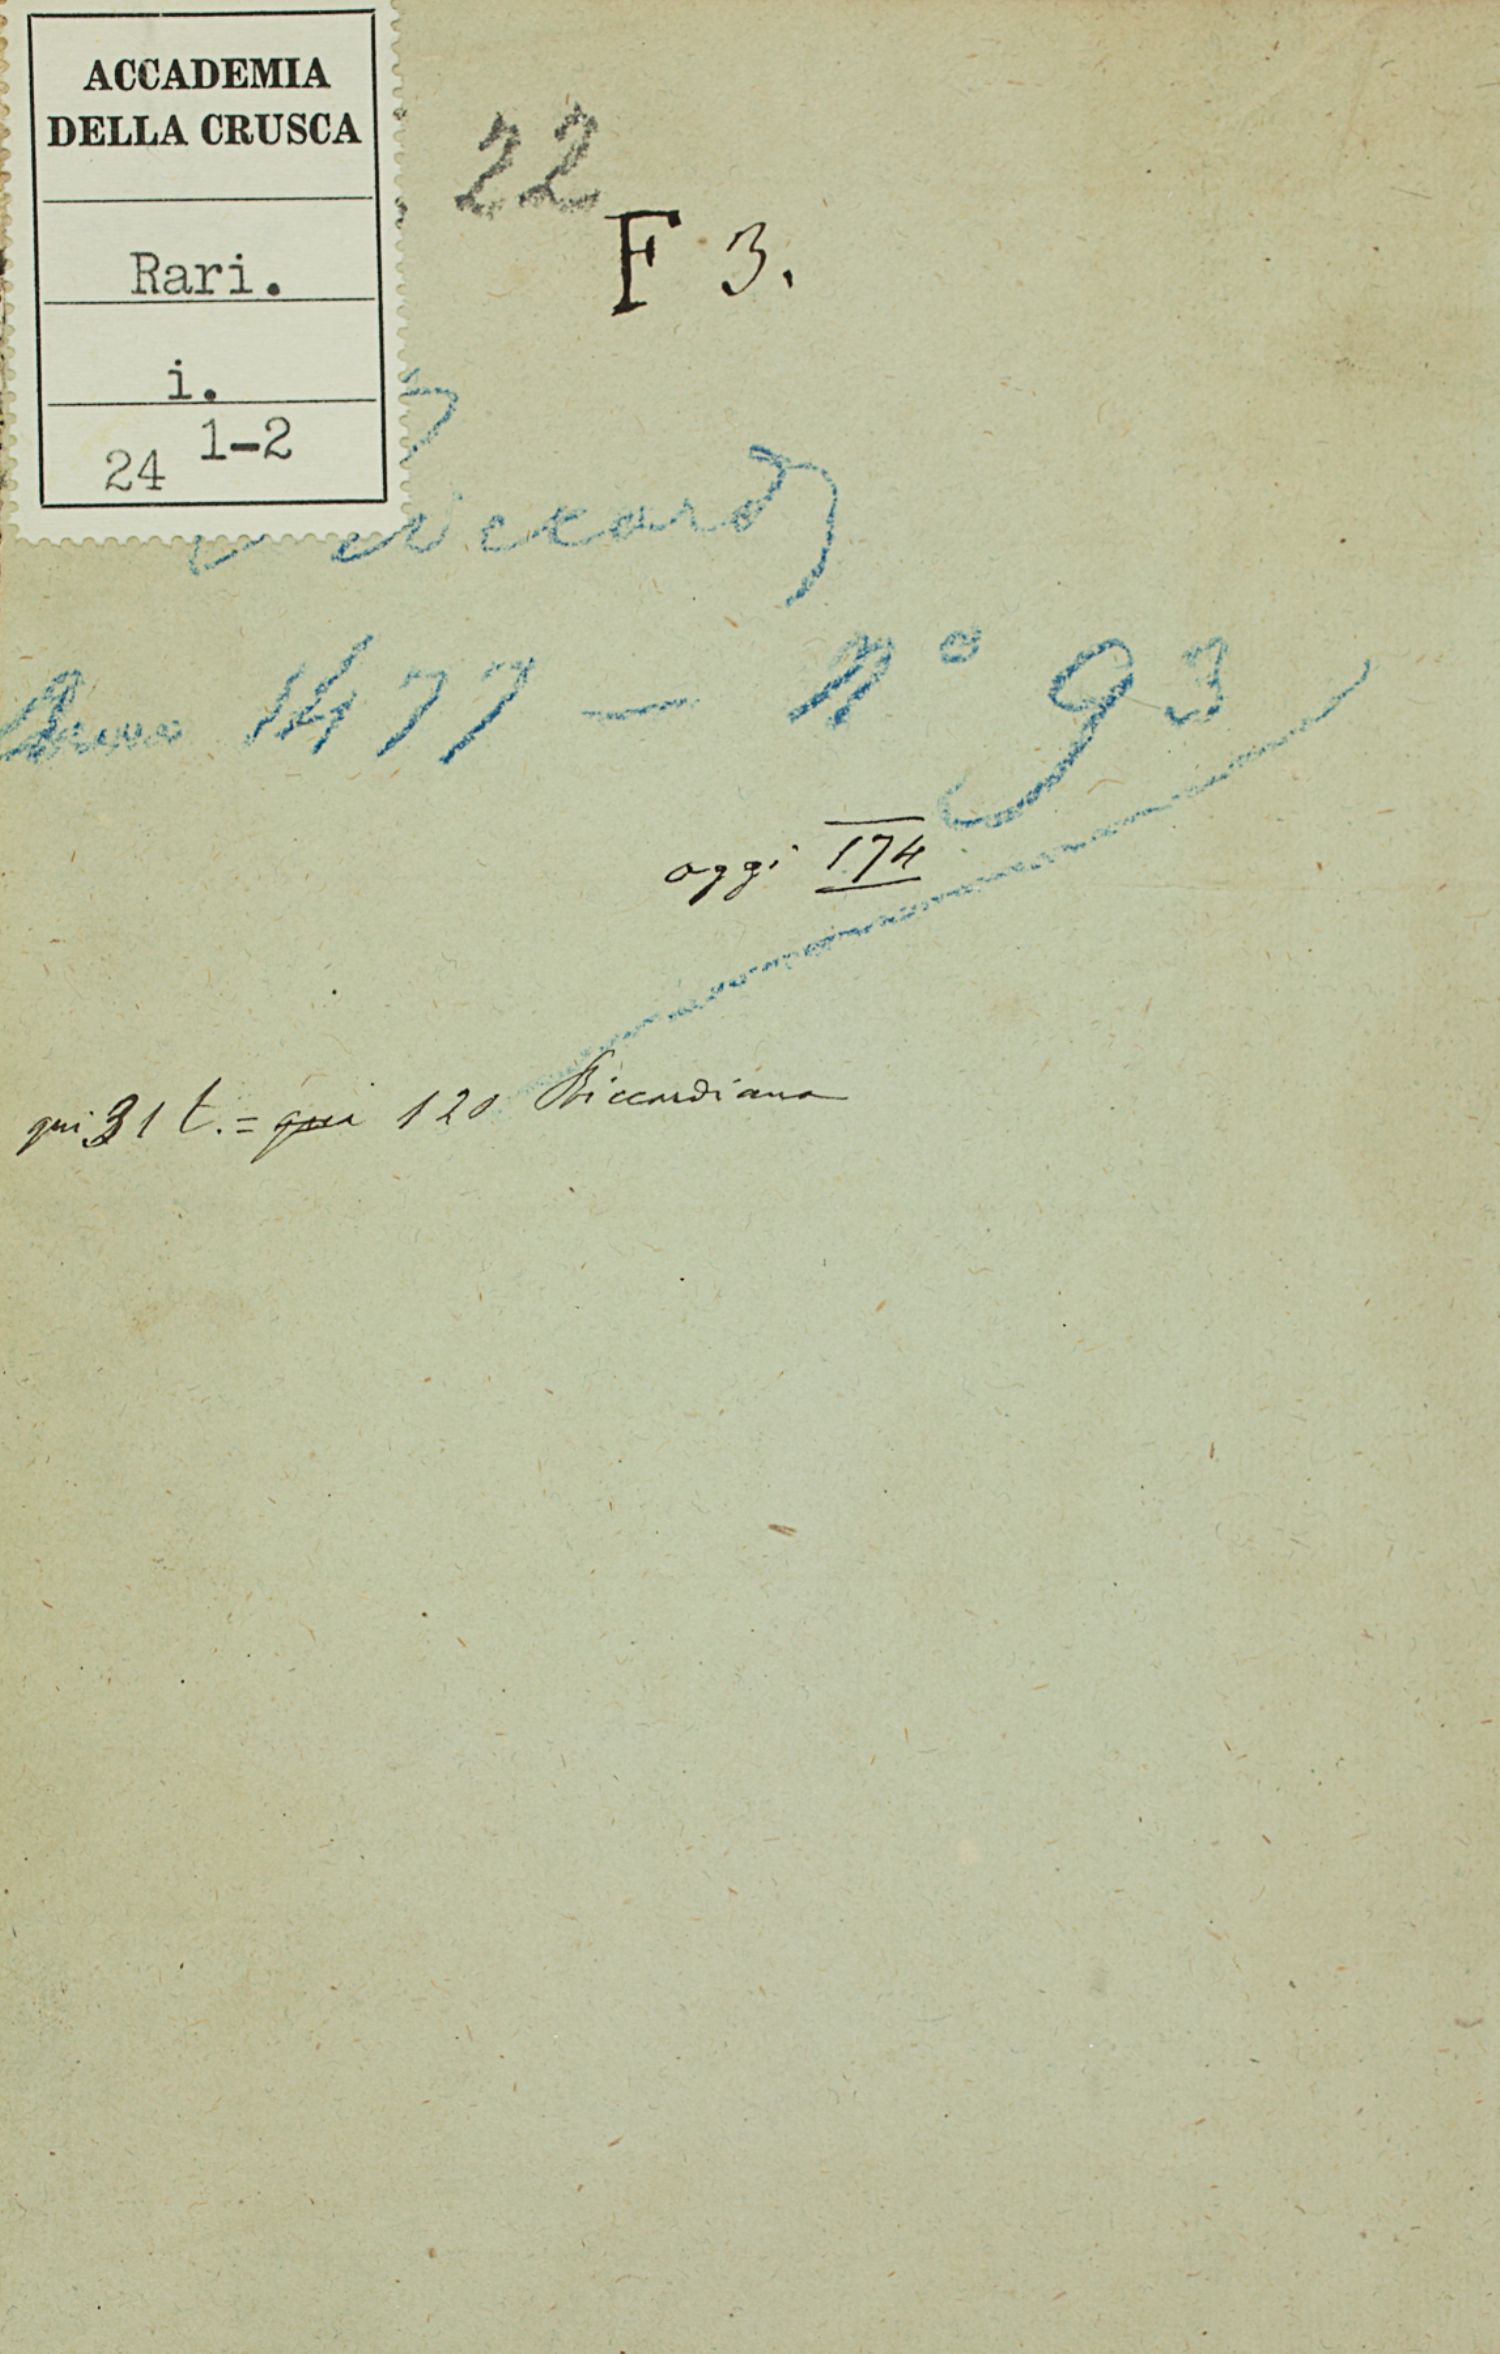 ACCADEMIA
DELLA CRUSCA
Rari.
i.
24 1-2
22
F 3.
1477 — N° 93
oggi 174
qui 31 t. = qui 120 Riccardiana